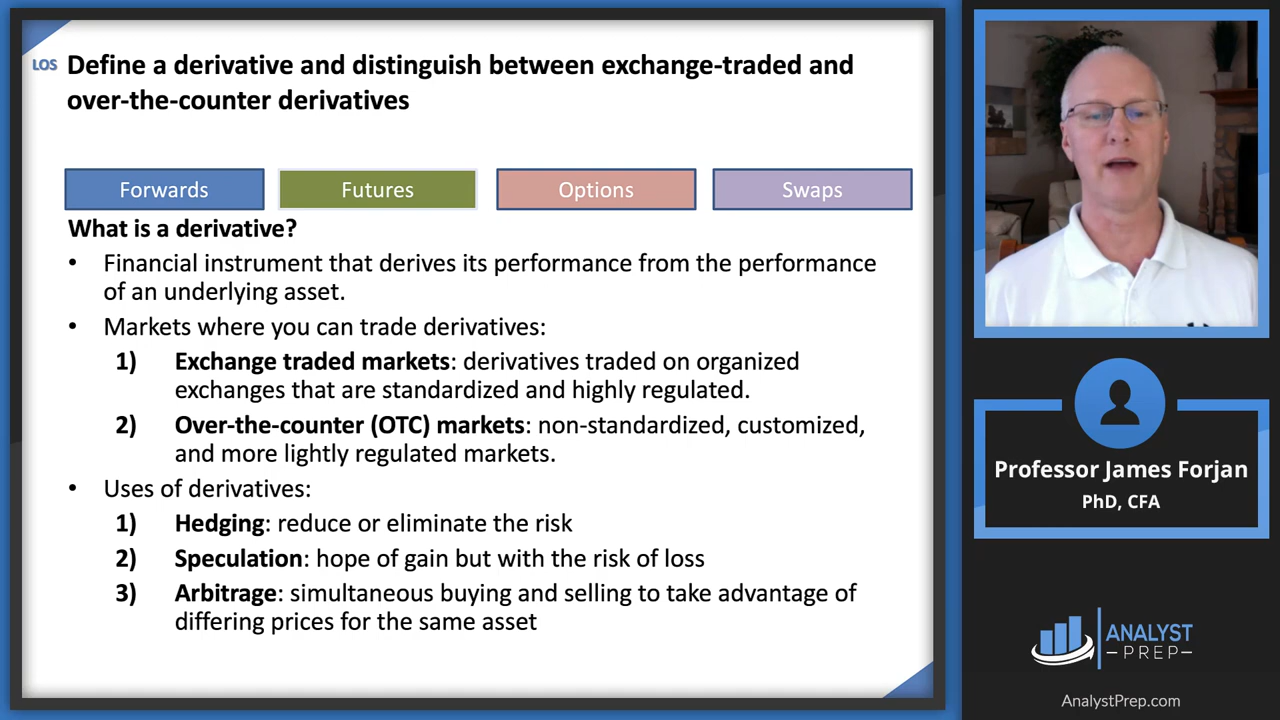 LOS Define a derivative and distinguish between exchange-traded and
over-the-counter derivatives
Forwards Futures Options Swaps
What is a derivative?
• Financial instrument that derives its performance from the performance
of an underlying asset.
• Markets where you can trade derivatives:
1) Exchange traded markets: derivatives traded on organized
exchanges that are standardized and highly regulated.
2) Over-the-counter (OTC) markets: non-standardized, customized,
and more lightly regulated markets.
• Uses of derivatives:
1) Hedging: reduce or eliminate the risk
2) Speculation: hope of gain but with the risk of loss
3) Arbitrage: simultaneous buying and selling to take advantage of
differing prices for the same asset
Professor James Forjan
PhD, CFA
ANALYST
–PREP–
AnalystPrep.com